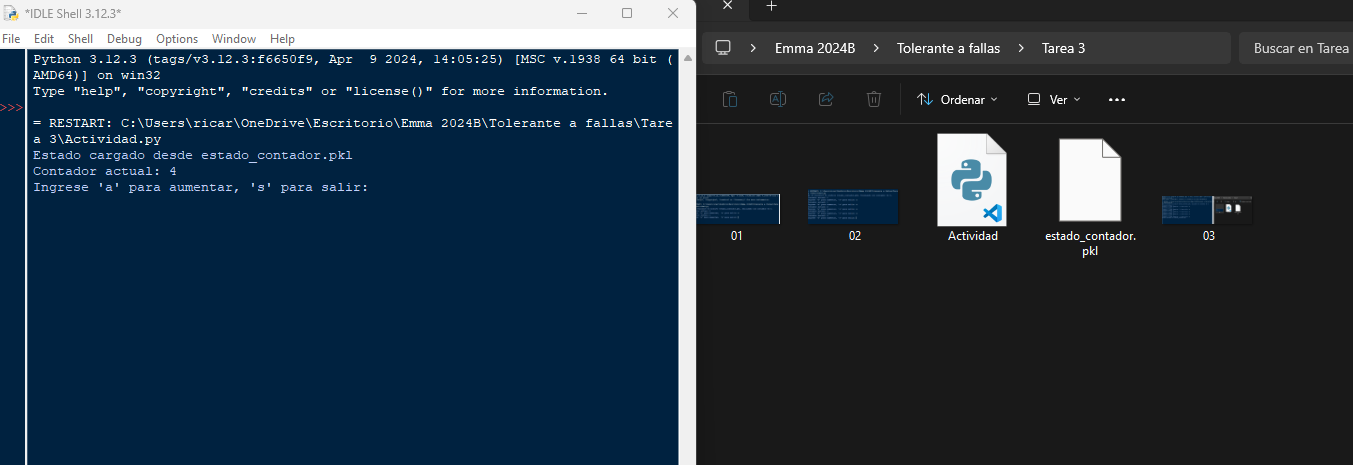 *IDLE Shell 3.12.3*
File Edit Shell Debug Options Window Help
Python 3.12.3 (tags/v3.12.3:f6650f9, Apr  9 2024, 14:05:25) [MSC v.1938 64 bit (
AMD64)] on win32
Type "help", "copyright", "credits" or "license()" for more information.
>>>
= RESTART: C:\Users\ricar\OneDrive\Escritorio\Emma 2024B\Tolerante a fallas\Tare
a 3\Actividad.py
Estado cargado desde estado_contador.pkl
Contador actual: 4
Ingrese 'a' para aumentar, 's' para salir:
Emma 2024B > Tolerante a fallas > Tarea 3
Buscar en Tarea
Ordenar
Ver
01
02
Actividad
estado_contador.
pkl
03